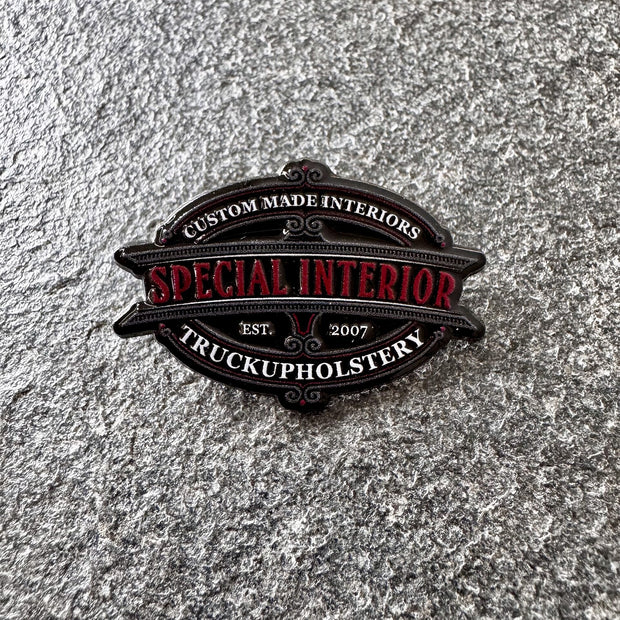 CUSTOM MADE INTERIORS
SPECIAL INTERIOR
EST. 2007
TRUCKUPHOLSTERY